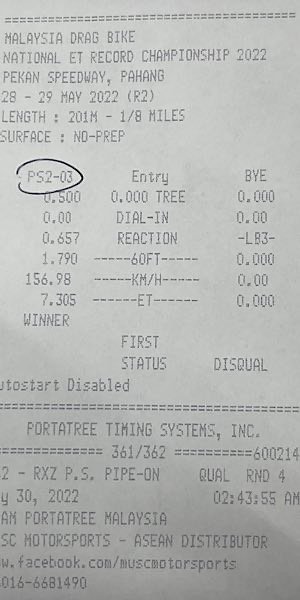 ================================
MALAYSIA DRAG BIKE
NATIONAL ET RECORD CHAMPIONSHIP 2022
PEKAN SPEEDWAY, PAHANG
28 - 29 MAY 2022 (R2)
LENGTH : 201M - 1/8 MILES
SURFACE : NO-PREP
PS2-03 Entry BYE
0.500 0.000 TREE 0.000
0.00 DIAL-IN 0.00
0.657 REACTION -LB3-
1.790 -----60FT----- 0.000
156.98 -----KM/H----- 0.00
7.305 ------ET------ 0.000
WINNER
FIRST
STATUS DISQUAL
utostart Disabled
================================
PORTATREE TIMING SYSTEMS, INC.
============= 361/362 ==========600214
2 - RXZ P.S. PIPE-ON QUAL RND 4
y 30, 2022 02:43:55 AM
AM PORTATREE MALAYSIA
SC MOTORSPORTS - ASEAN DISTRIBUTOR
w.facebook.com/muscmotorsports
016-6681490